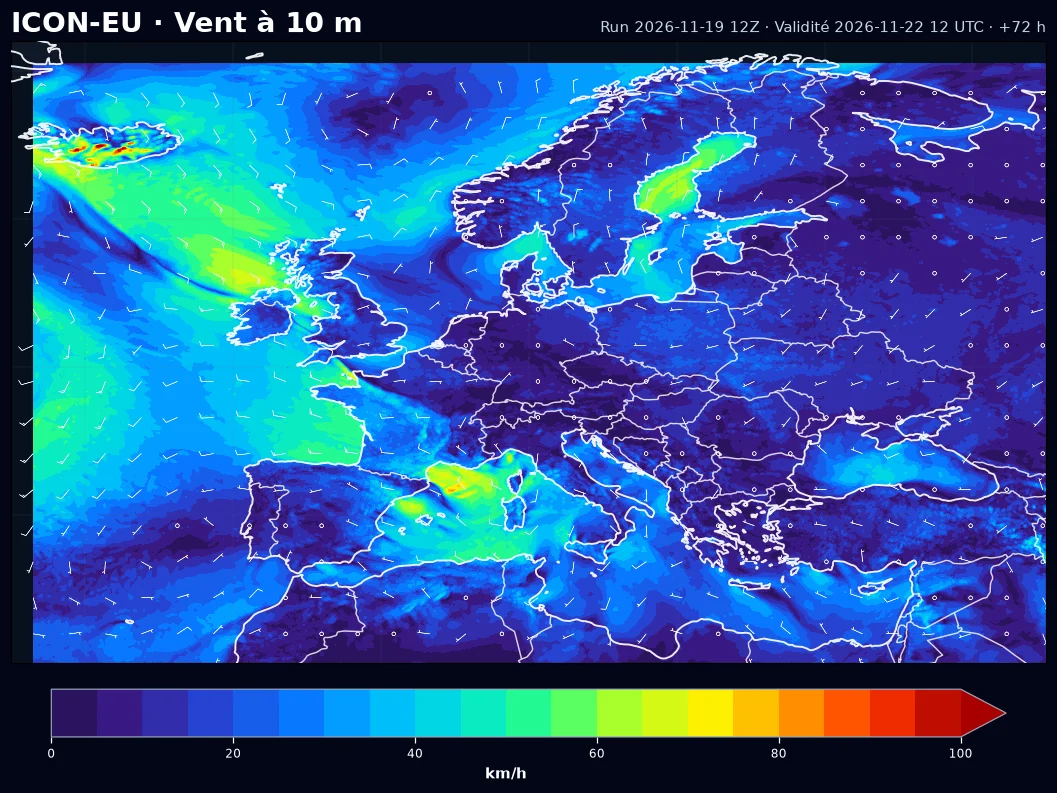 ICON-EU · Vent à 10 m
Run 2026-11-19 12Z · Validité 2026-11-22 12 UTC · +72 h
0 20 40 60 80 100
km/h